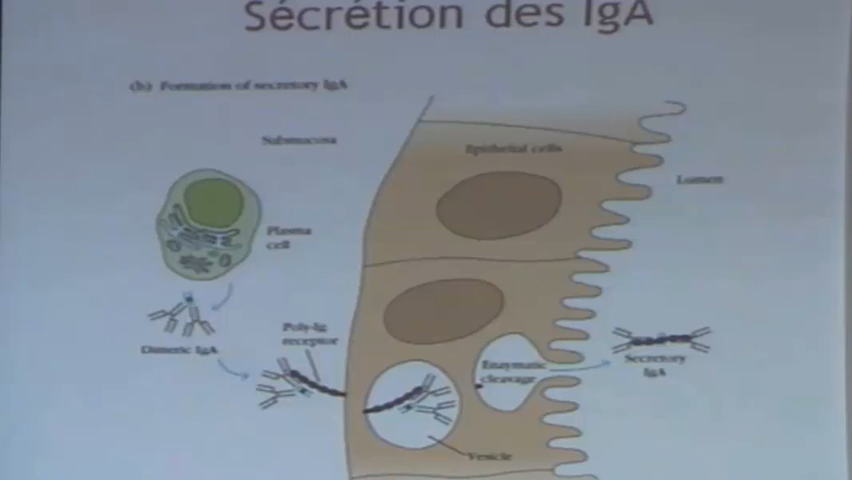 Sécrétion des IgA
(b) Formation of secretory IgA
Submucosa
Epithelial cells
Lumen
Plasma
cell
Dimeric IgA
Poly-Ig
receptor
Enzymatic
cleavage
Secretory
IgA
Vesicle